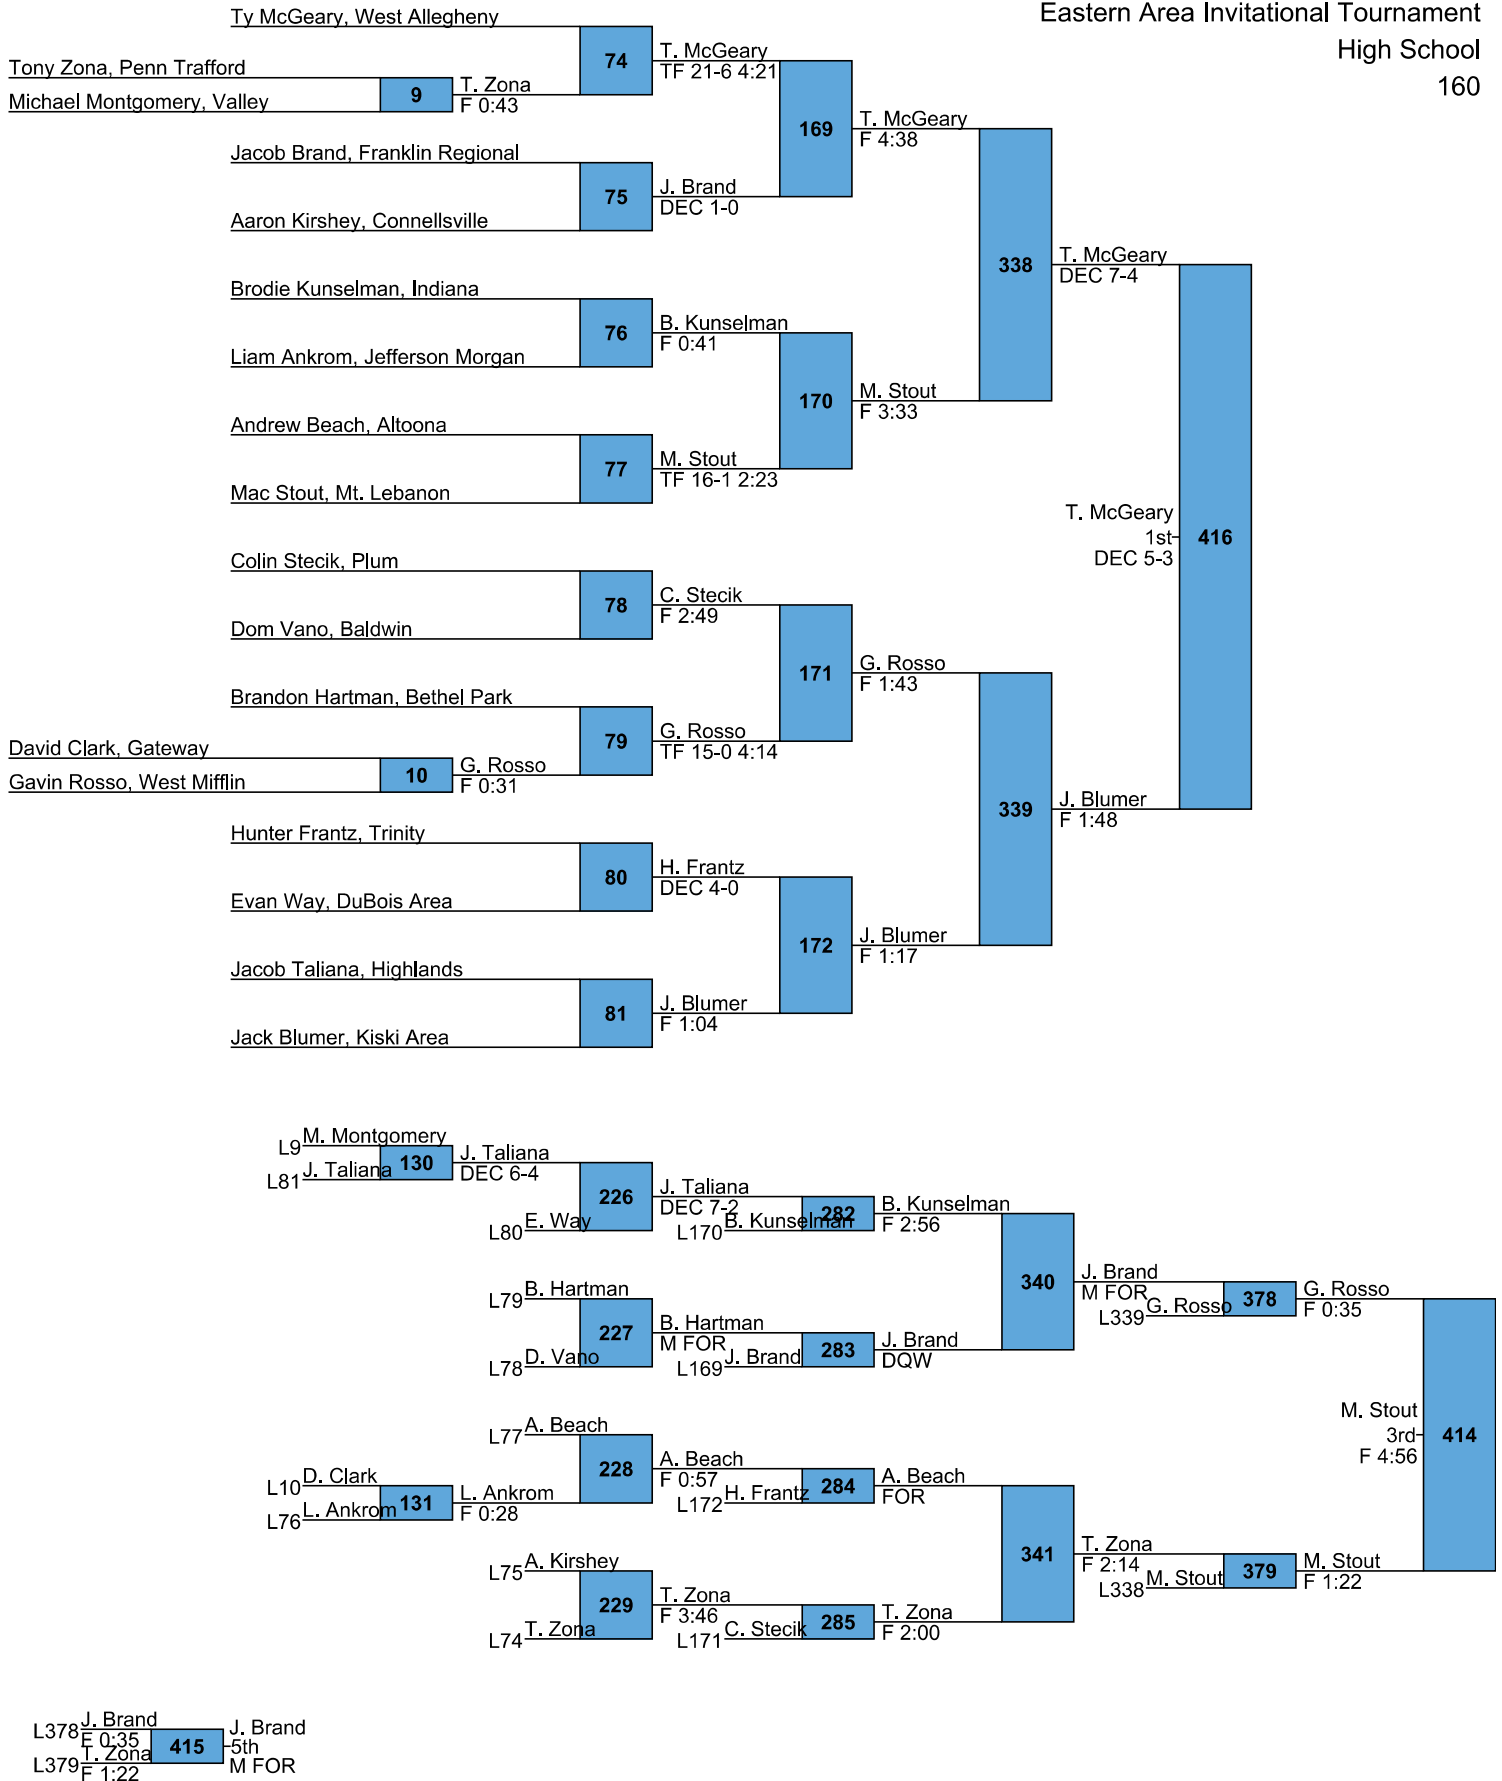 Eastern Area Invitational Tournament
High School
160
Ty McGeary, West Allegheny
74
T. McGeary
TF 21-6 4:21
Tony Zona, Penn Trafford
9
T. Zona
F 0:43
Michael Montgomery, Valley
169
T. McGeary
F 4:38
Jacob Brand, Franklin Regional
75
J. Brand
DEC 1-0
Aaron Kirshey, Connellsville
338
T. McGeary
DEC 7-4
Brodie Kunselman, Indiana
76
B. Kunselman
F 0:41
Liam Ankrom, Jefferson Morgan
170
M. Stout
F 3:33
Andrew Beach, Altoona
77
M. Stout
TF 16-1 2:23
Mac Stout, Mt. Lebanon
T. McGeary
1st
DEC 5-3
416
Colin Stecik, Plum
78
C. Stecik
F 2:49
Dom Vano, Baldwin
171
G. Rosso
F 1:43
Brandon Hartman, Bethel Park
79
G. Rosso
TF 15-0 4:14
David Clark, Gateway
10
G. Rosso
F 0:31
Gavin Rosso, West Mifflin
339
J. Blumer
F 1:48
Hunter Frantz, Trinity
80
H. Frantz
DEC 4-0
Evan Way, DuBois Area
172
J. Blumer
F 1:17
Jacob Taliana, Highlands
81
J. Blumer
F 1:04
Jack Blumer, Kiski Area
L9 M. Montgomery
130
L81 J. Taliana
J. Taliana
DEC 6-4
226
L80 E. Way
J. Taliana
DEC 7-2
282
L170 B. Kunselman
B. Kunselman
F 2:56
L79 B. Hartman
227
L78 D. Vano
B. Hartman
M FOR
283
L169 J. Brand
J. Brand
DQW
340
J. Brand
M FOR
378
L339 G. Rosso
G. Rosso
F 0:35
L77 A. Beach
228
L10 D. Clark
131
L76 L. Ankrom
L. Ankrom
F 0:28
A. Beach
F 0:57
284
L172 H. Frantz
A. Beach
FOR
M. Stout
3rd
F 4:56
414
L75 A. Kirshey
229
L74 T. Zona
T. Zona
F 3:46
285
L171 C. Stecik
T. Zona
F 2:00
341
T. Zona
F 2:14
379
L338 M. Stout
M. Stout
F 1:22
L378 J. Brand
F 0:35
L379 T. Zona
F 1:22
415
J. Brand
5th
M FOR